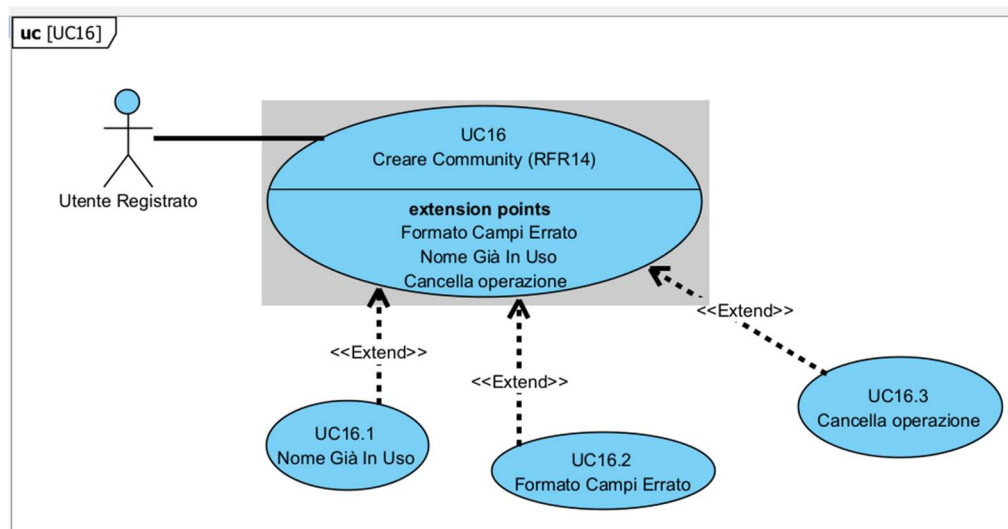 uc [UC16]
Utente Registrato
UC16
Creare Community (RFR14)
extension points
Formato Campi Errato
Nome Già In Uso
Cancella operazione
<<Extend>>
<<Extend>>
<<Extend>>
UC16.1
Nome Già In Uso
UC16.2
Formato Campi Errato
UC16.3
Cancella operazione